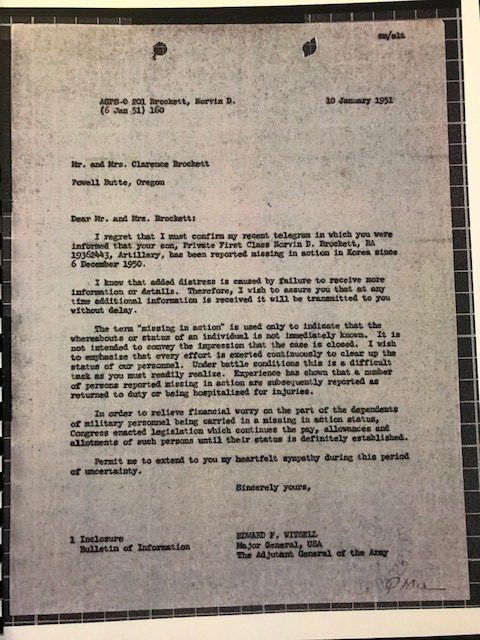 cm/elt
AGPS-O 201 Brockett, Norvin D.
10 January 1951
(6 Jan 51) 160
Mr. and Mrs. Clarence Brockett
Powell Butte, Oregon
Dear Mr. and Mrs. Brockett:
I regret that I must confirm my recent telegram in which you were
informed that your son, Private First Class Norvin D. Brockett, RA
19362443, Artillery, has been reported missing in action in Korea since
6 December 1950.
I know that added distress is caused by failure to receive more
information or details. Therefore, I wish to assure you that at any
time additional information is received it will be transmitted to you
without delay.
The term "missing in action" is used only to indicate that the
whereabouts or status of an individual is not immediately known. It is
not intended to convey the impression that the case is closed. I wish
to emphasize that every effort is exerted continuously to clear up the
status of our personnel. Under battle conditions this is a difficult
task as you must readily realize. Experience has shown that a number
of persons reported missing in action are subsequently reported as
returned to duty or being hospitalized for injuries.
In order to relieve financial worry on the part of the dependents
of military personnel being carried in a missing in action status,
Congress enacted legislation which continues the pay, allowances and
allotments of such persons until their status is definitely established.
Permit me to extend to you my heartfelt sympathy during this period
of uncertainty.
Sincerely yours,
1 Inclosure
Bulletin of Information
EDWARD F. WITSELL
Major General, USA
The Adjutant General of the Army